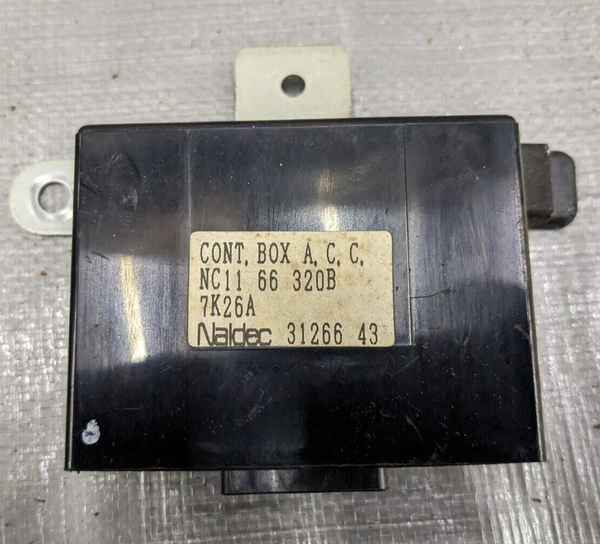 CONT. BOX A. C. C.
NC11 66 320B
7K26A
Naldec 31266 43